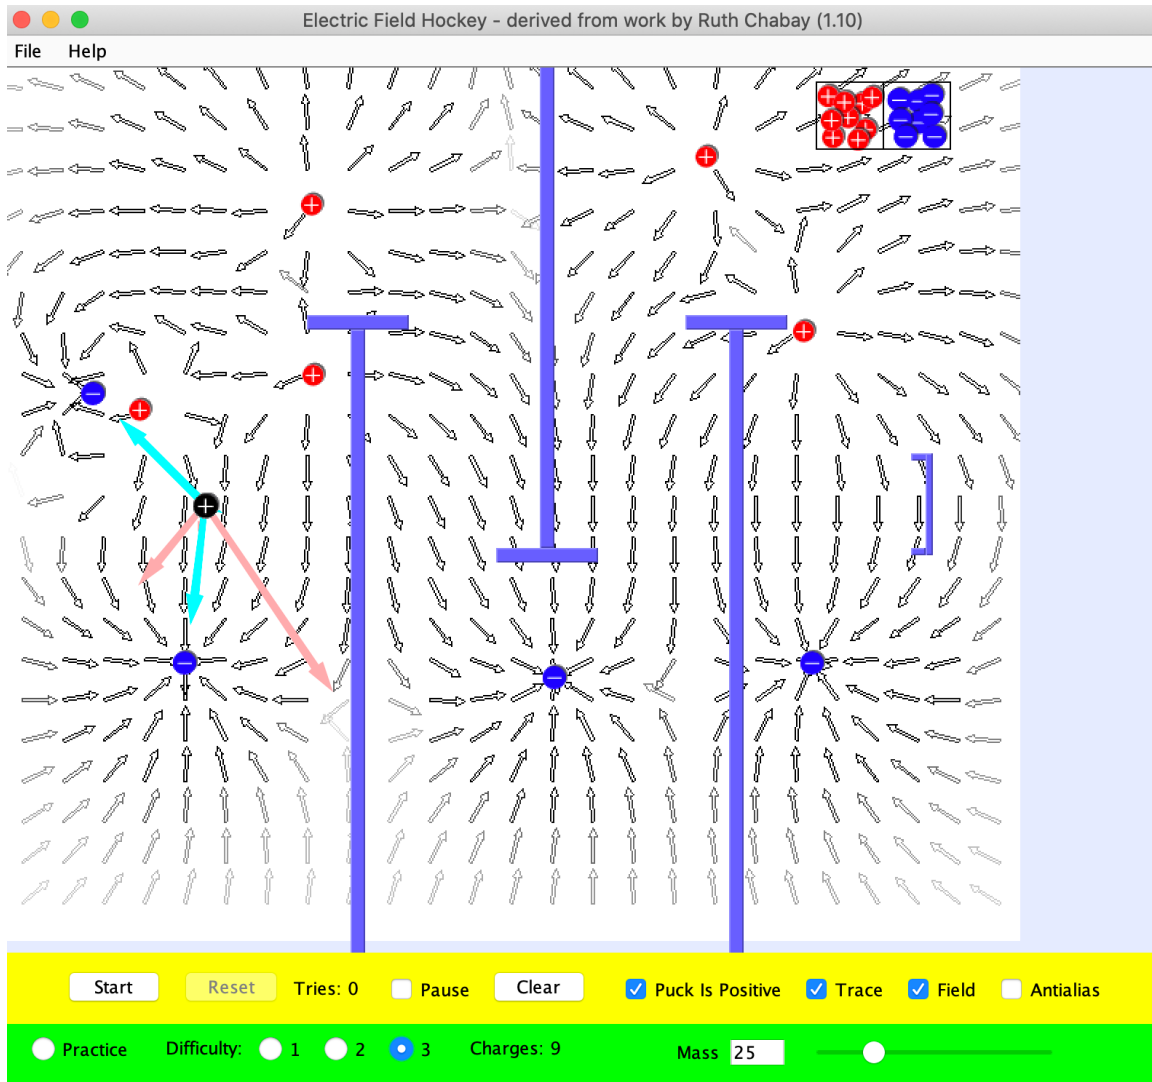 Electric Field Hockey - derived from work by Ruth Chabay (1.10)
File Help
Start Reset Tries: 0 Pause Clear Puck Is Positive Trace Field Antialias
Practice Difficulty: 1 2 3 Charges: 9 Mass 25